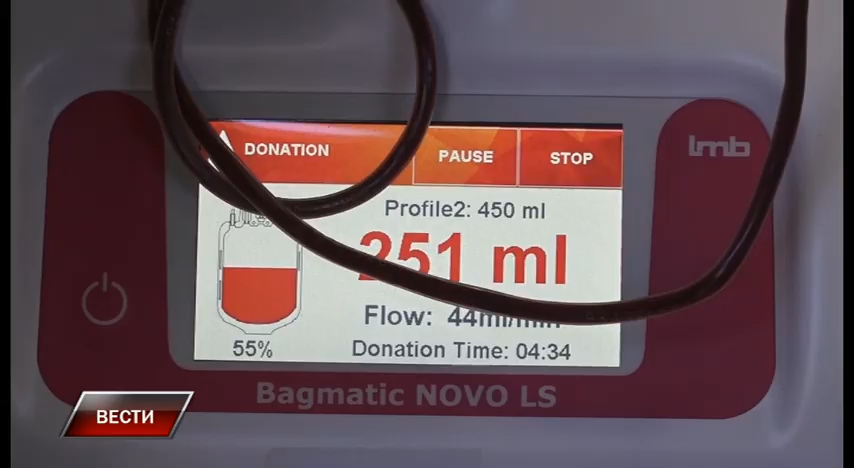 DONATION
PAUSE
STOP
lmb
Profile2: 450 ml
251 ml
Flow: 44ml/min
55%
Donation Time: 04:34
Bagmatic NOVO LS
ВЕСТИ